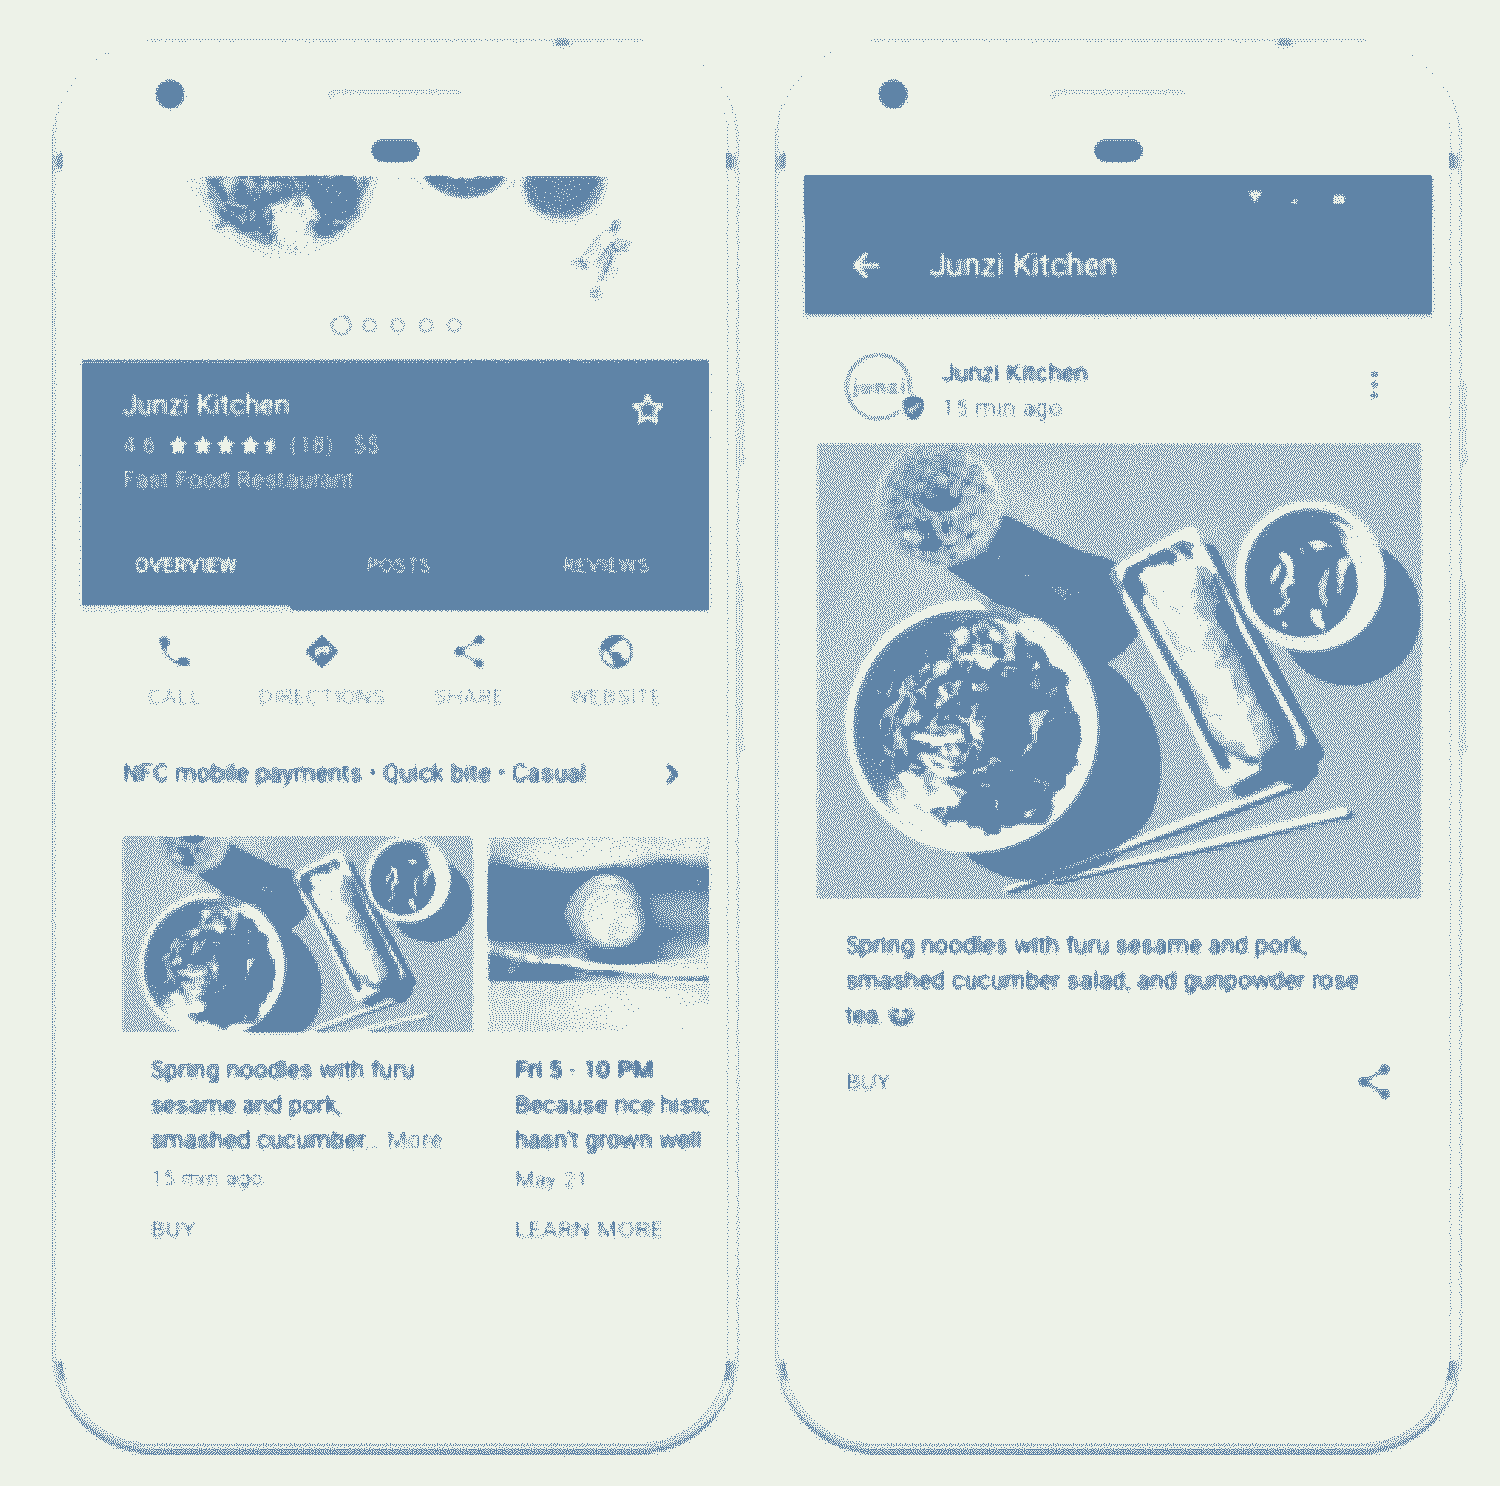 Junzi Kitchen
4.6 ★★★★ (18) · $$
Fast Food Restaurant
OVERVIEW
POSTS
REVIEWS
CALL
DIRECTIONS
SHARE
WEBSITE
NFC mobile payments • Quick bite • Casual
Spring noodles with furu
sesame and pork,
smashed cucumber... More
15 min ago
BUY
Fri 5 - 10 PM
Because rice histo
hasn't grown well
May 21
LEARN MORE
Junzi Kitchen
junzi
Junzi Kitchen
15 min ago
Spring noodles with furu sesame and pork,
smashed cucumber salad, and gunpowder rose
tea.
BUY